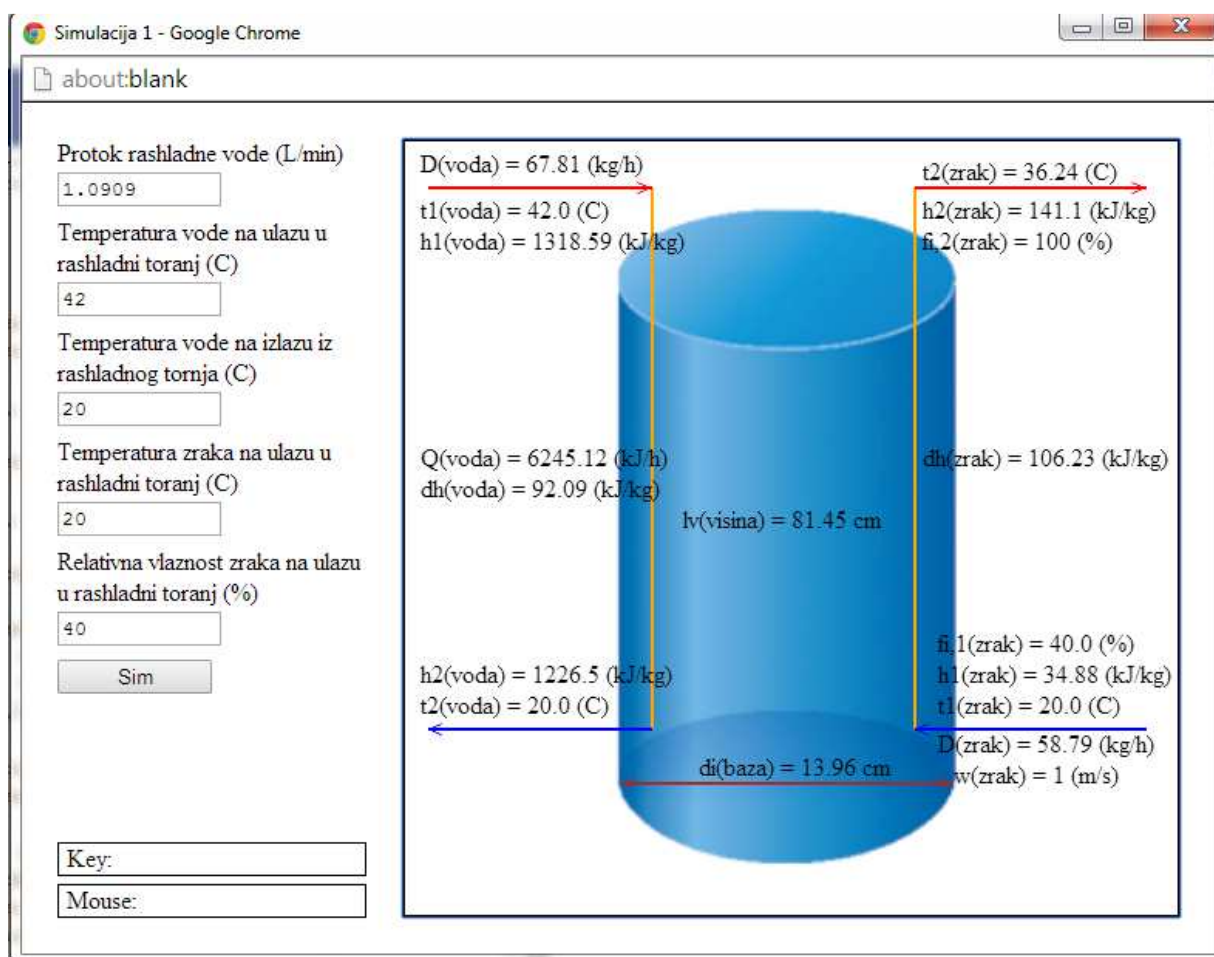 Simulacija 1 - Google Chrome
about:blank
Protok rashladne vode (L/min)
1.0909
Temperatura vode na ulazu u
rashladni toranj (C)
42
Temperatura vode na izlazu iz
rashladnog tornja (C)
20
Temperatura zraka na ulazu u
rashladni toranj (C)
20
Relativna vlaznost zraka na ulazu
u rashladni toranj (%)
40
Sim
Key:
Mouse:
D(voda) = 67.81 (kg/h)
t1(voda) = 42.0 (C)
h1(voda) = 1318.59 (kJ/kg)
t2(zrak) = 36.24 (C)
h2(zrak) = 141.1 (kJ/kg)
fi,2(zrak) = 100 (%)
Q(voda) = 6245.12 (kJ/h)
dh(voda) = 92.09 (kJ/kg)
dh(zrak) = 106.23 (kJ/kg)
lv(visina) = 81.45 cm
h2(voda) = 1226.5 (kJ/kg)
t2(voda) = 20.0 (C)
fi,1(zrak) = 40.0 (%)
h1(zrak) = 34.88 (kJ/kg)
t1(zrak) = 20.0 (C)
D(zrak) = 58.79 (kg/h)
w(zrak) = 1 (m/s)
di(baza) = 13.96 cm